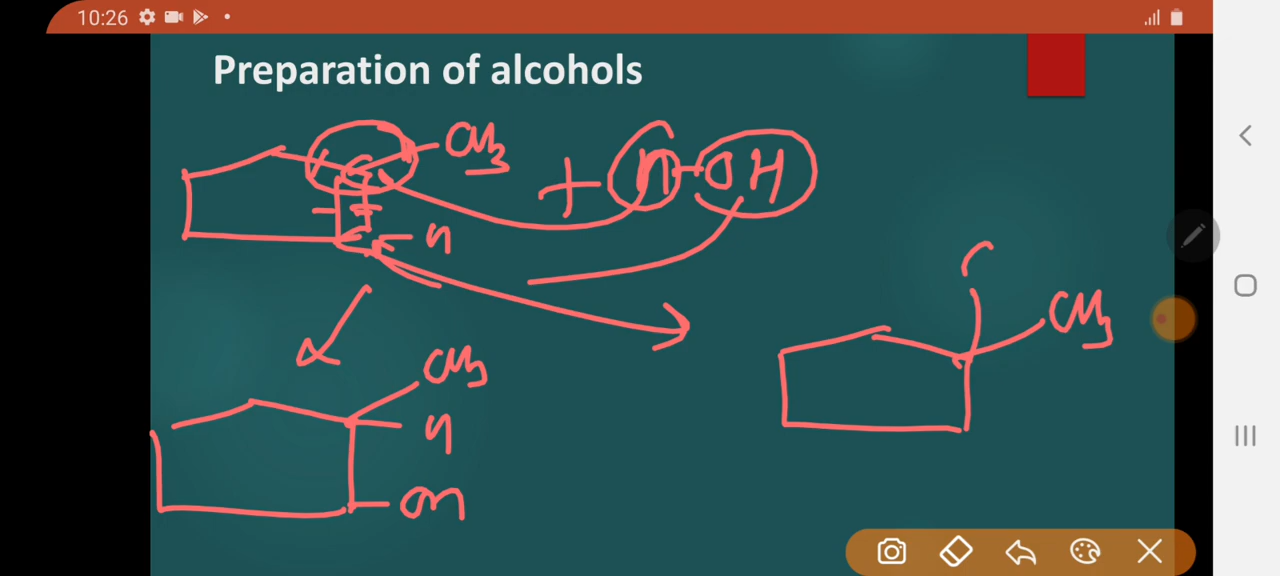 10:26
Preparation of alcohols
CH3
+ H-OH
H
CH3
CH3
H
OH